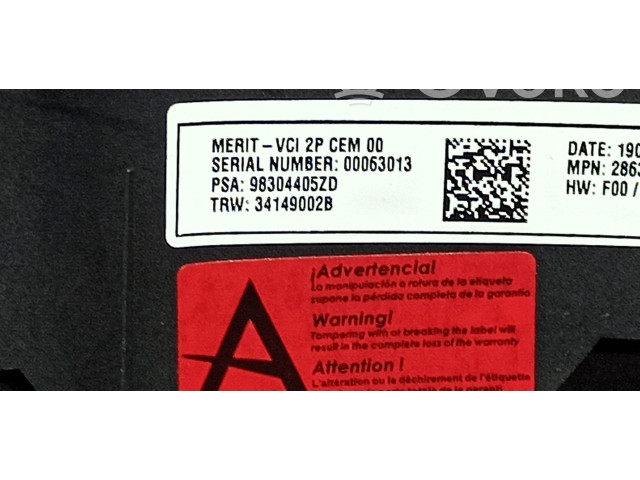 MERIT-VCI 2P CEM 00
SERIAL NUMBER: 00063013
PSA: 98304405ZD
TRW: 34149002B
DATE: 190
MPN: 2863
HW: F00 /
¡Advertencia!
La manipulación o rotura de la etiqueta
supone la pérdida completa de la garantía
Warning!
Tampering with or breaking the label will
result in the complete loss of the warranty
Attention !
L'altération ou le déchirement de l'étiquette